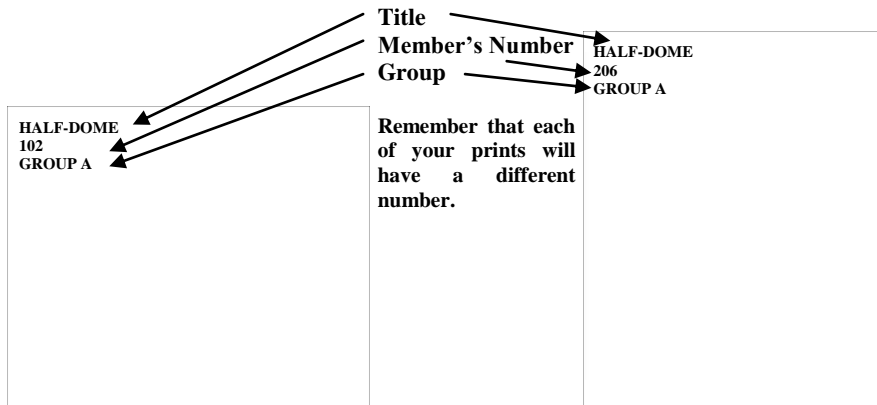 Title
Member’s Number
Group
HALF-DOME
102
GROUP A
Remember that each
of your prints will
have a different
number.
HALF-DOME
206
GROUP A